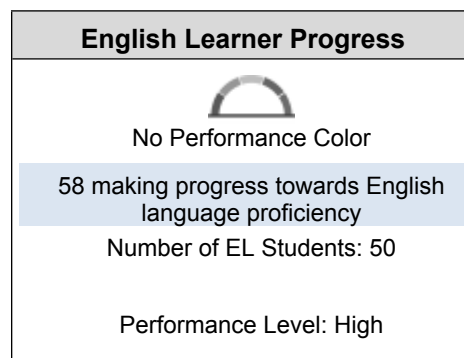 English Learner Progress
No Performance Color
58 making progress towards English
language proficiency
Number of EL Students: 50
Performance Level: High